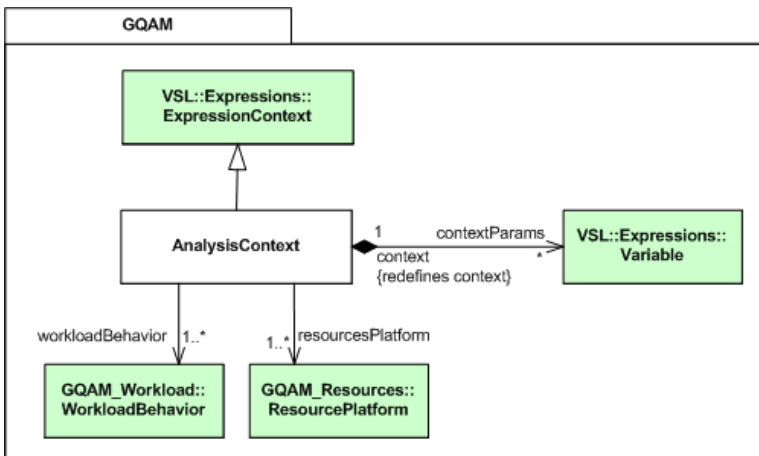 GQAM
VSL::Expressions::
ExpressionContext
AnalysisContext
1
contextParams
context
*
{redefines context}
VSL::Expressions::
Variable
workloadBehavior
1..*
1..*
resourcesPlatform
GQAM_Workload::
WorkloadBehavior
GQAM_Resources::
ResourcePlatform